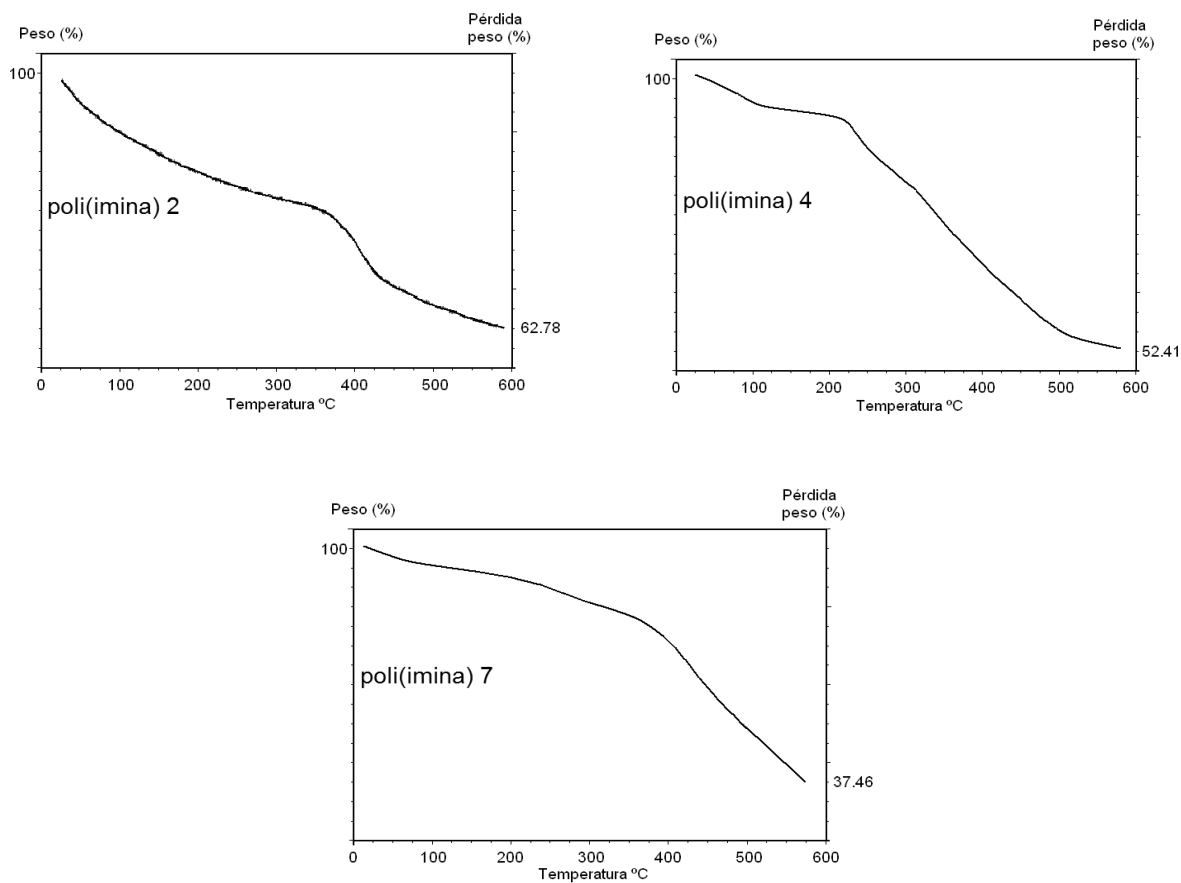 Peso (%)
Pérdida
peso (%)
100
poli(imina) 2
62.78
0 100 200 300 400 500 600
Temperatura ºC
Peso (%)
Pérdida
peso (%)
100
poli(imina) 4
52.41
0 100 200 300 400 500 600
Temperatura ºC
Peso (%)
Pérdida
peso (%)
100
poli(imina) 7
37.46
0 100 200 300 400 500 600
Temperatura ºC